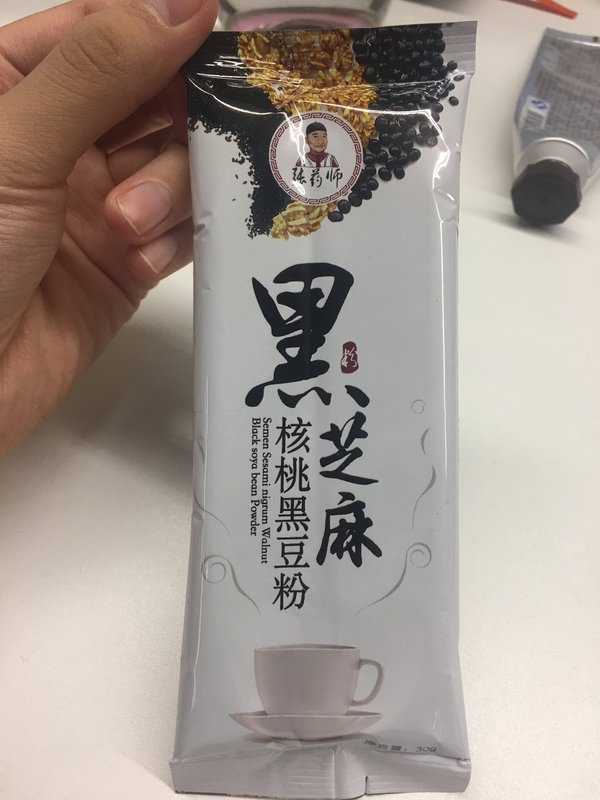 张药师
黑芝麻
粉
核桃黑豆粉
Semen Sesami nigrum Walnut
Black soya bean Powder
净含量：30g